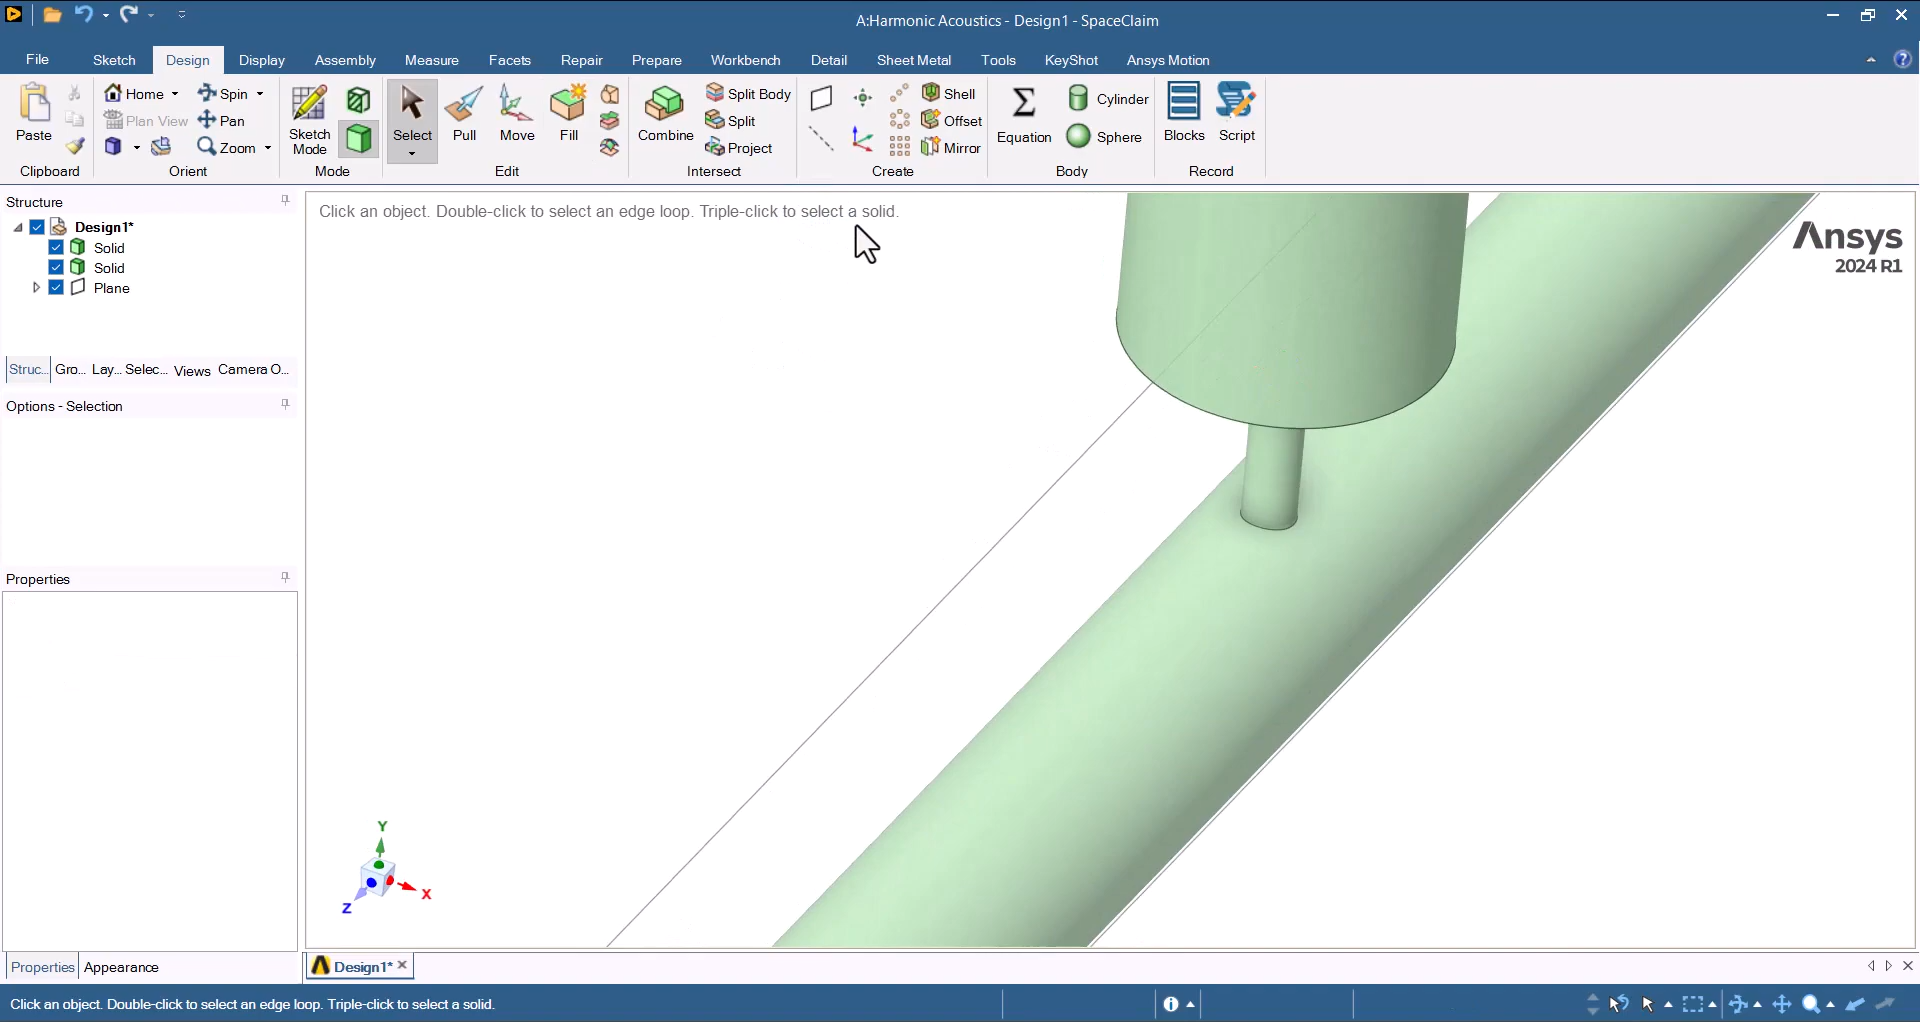 A:Harmonic Acoustics - Design1 - SpaceClaim
File Sketch Design Display Assembly Measure Facets Repair Prepare Workbench Detail Sheet Metal Tools KeyShot Ansys Motion
Paste
Clipboard
Home Spin
Plan View Pan
Zoom
Orient
Sketch Mode
Mode
Select Pull Move Fill
Edit
Combine
Split Body
Split
Project
Intersect
Shell
Offset
Mirror
Create
Equation
Cylinder
Sphere
Body
Blocks Script
Record
Structure
Design1*
Solid
Solid
Plane
Struc... Gro... Lay... Selec... Views Camera O...
Options - Selection
Properties
Properties Appearance
Click an object. Double-click to select an edge loop. Triple-click to select a solid.
Ansys
2024 R1
Y
X
Z
Design1*
Click an object. Double-click to select an edge loop. Triple-click to select a solid.